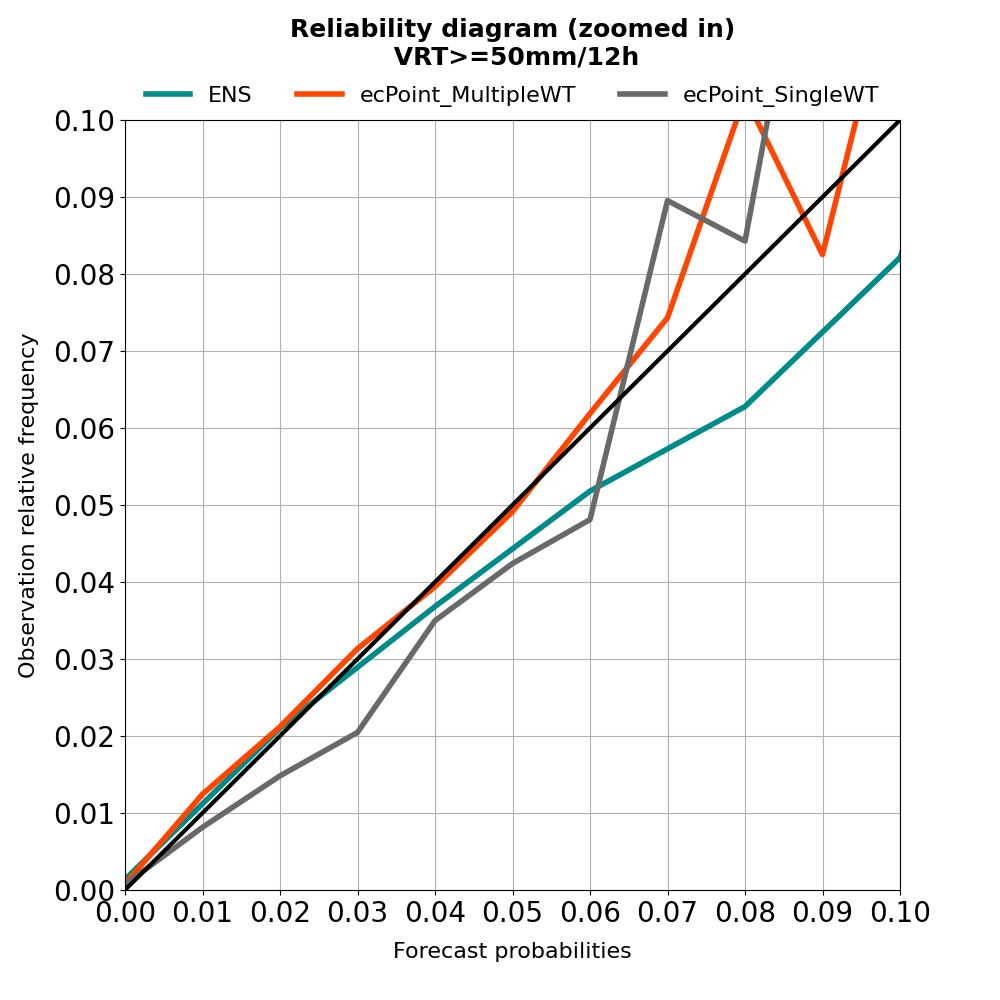 Reliability diagram (zoomed in)
VRT>=50mm/12h
ENS ecPoint_MultipleWT ecPoint_SingleWT
0.10
0.09
0.08
0.07
0.06
0.05
0.04
0.03
0.02
0.01
0.00
Observation relative frequency
0.00 0.01 0.02 0.03 0.04 0.05 0.06 0.07 0.08 0.09 0.10
Forecast probabilities